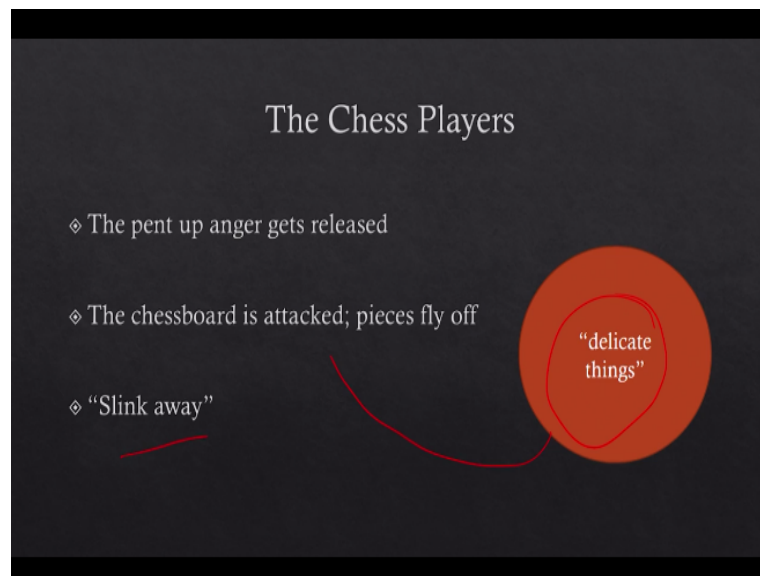 The Chess Players
The pent up anger gets released
The chessboard is attacked; pieces fly off
“Slink away”
“delicate
things”